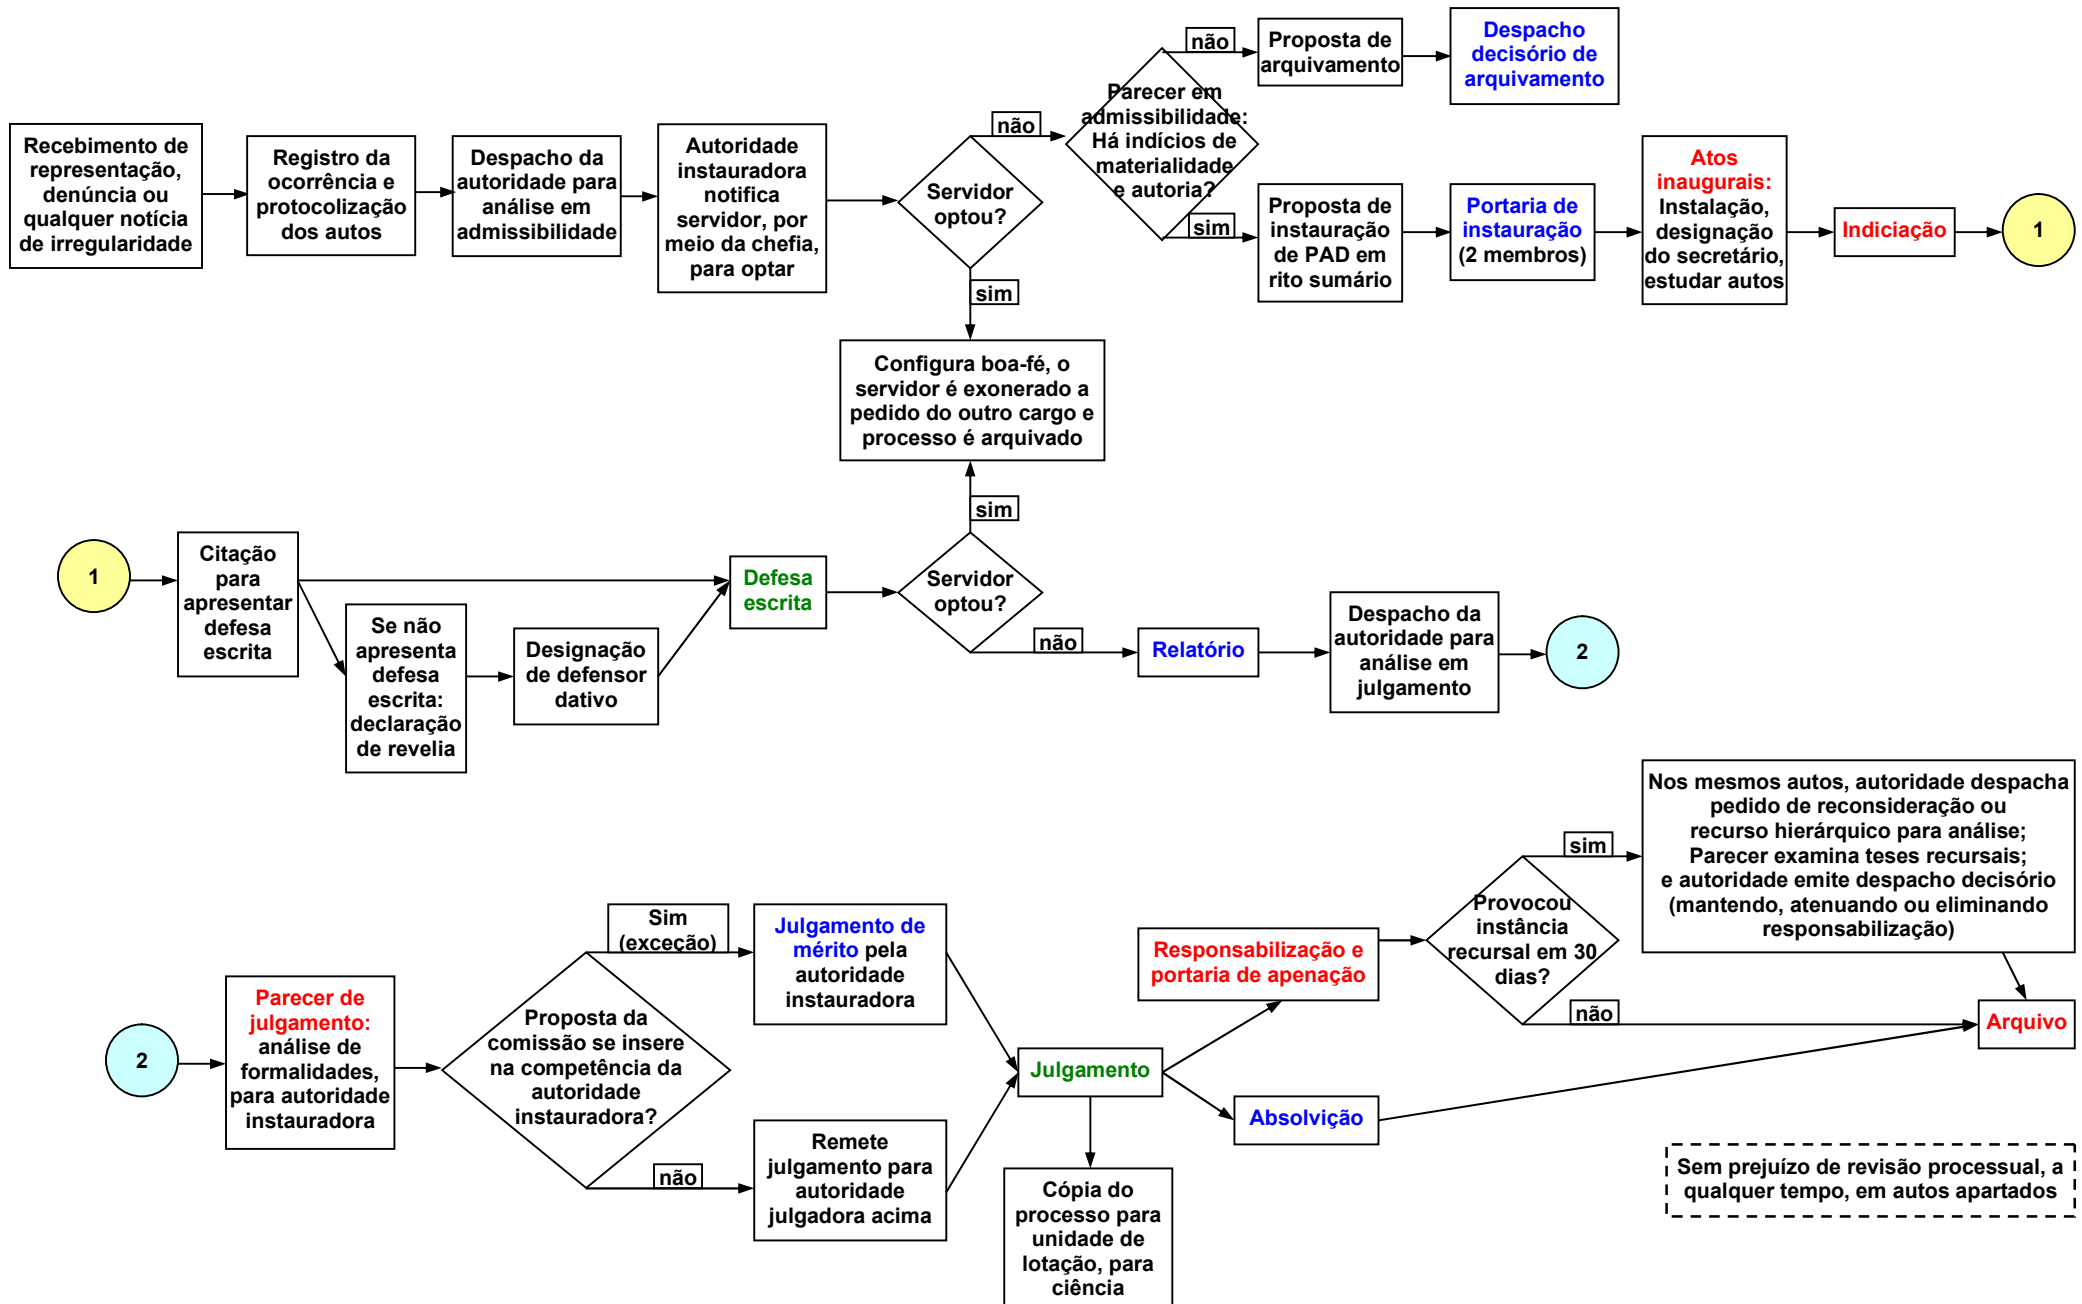 Recebimento de
representação,
denúncia ou
qualquer notícia
de irregularidade
Registro da
ocorrência e
protocolização
dos autos
Despacho da
autoridade para
análise em
admissibilidade
Autoridade
instauradora
notifica
servidor, por
meio da chefia,
para optar
Servidor
optou?
não
sim
Parecer em
admissibilidade:
Há indícios de
materialidade
e autoria?
não
Proposta de
arquivamento
Despacho
decisório de
arquivamento
sim
Proposta de
instauração
de PAD em
rito sumário
Portaria de
instauração
(2 membros)
Atos
inaugurais:
Instalação,
designação
do secretário,
estudar autos
Indiciação
1
Configura boa-fé, o
servidor é exonerado a
pedido do outro cargo e
processo é arquivado
1
Citação
para
apresentar
defesa
escrita
Se não
apresenta
defesa
escrita:
declaração
de revelia
Designação
de defensor
dativo
Defesa
escrita
Servidor
optou?
sim
não
Relatório
Despacho da
autoridade para
análise em
julgamento
2
2
Parecer de
julgamento:
análise de
formalidades,
para autoridade
instauradora
Proposta da
comissão se insere
na competência da
autoridade
instauradora?
Sim
(exceção)
Julgamento de
mérito pela
autoridade
instauradora
não
Remete
julgamento para
autoridade
julgadora acima
Julgamento
Cópia do
processo para
unidade de
lotação, para
ciência
Responsabilização e
portaria de apenação
Absolvição
Provocou
instância
recursal em 30
dias?
sim
Nos mesmos autos, autoridade despacha
pedido de reconsideração ou
recurso hierárquico para análise;
Parecer examina teses recursais;
e autoridade emite despacho decisório
(mantendo, atenuando ou eliminando
responsabilização)
não
Arquivo
Sem prejuízo de revisão processual, a
qualquer tempo, em autos apartados